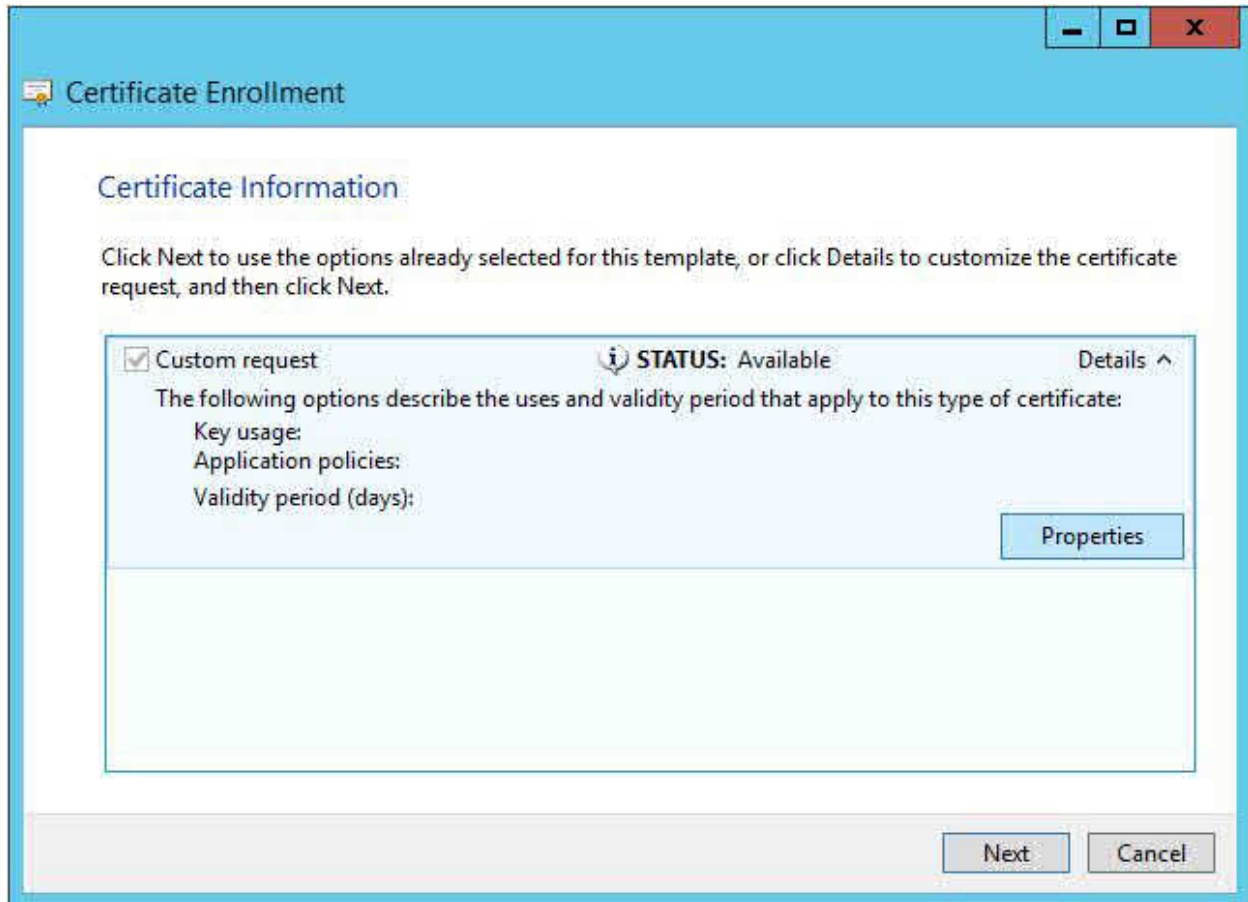 Certificate Enrollment
Certificate Information
Click Next to use the options already selected for this template, or click Details to customize the certificate
request, and then click Next.
Custom request STATUS: Available Details
The following options describe the uses and validity period that apply to this type of certificate:
Key usage:
Application policies:
Validity period (days):
Properties
Next Cancel